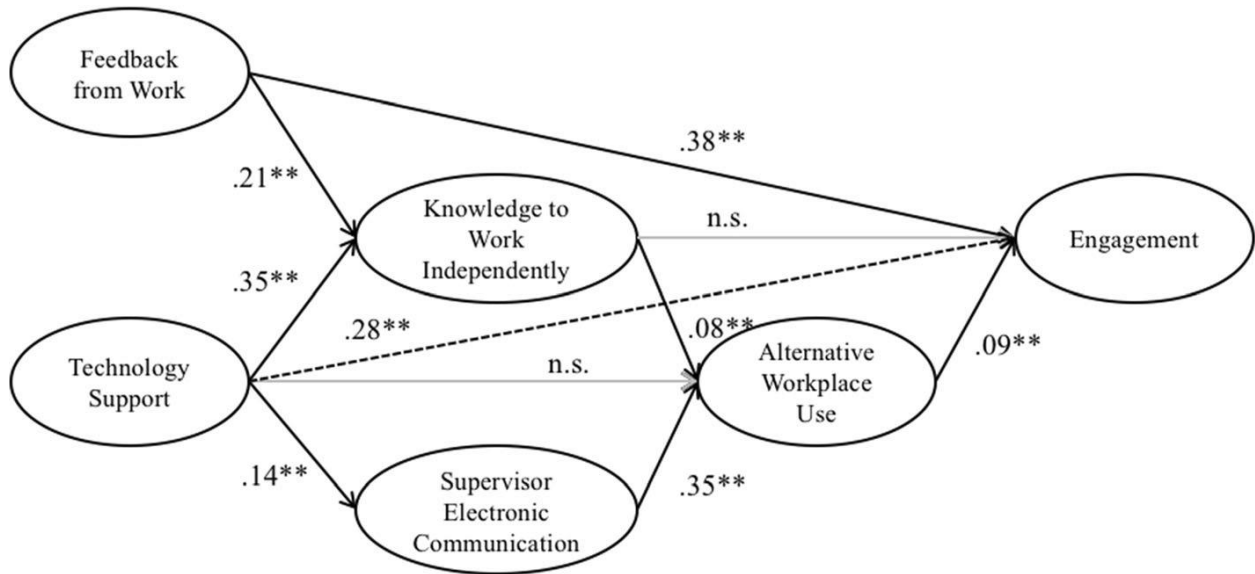 Feedback
from Work
.38**
.21**
Knowledge to
Work
Independently
n.s.
Engagement
.35**
.28**
.08**
Technology
Support
n.s.
Alternative
Workplace
Use
.09**
.14**
Supervisor
Electronic
Communication
.35**